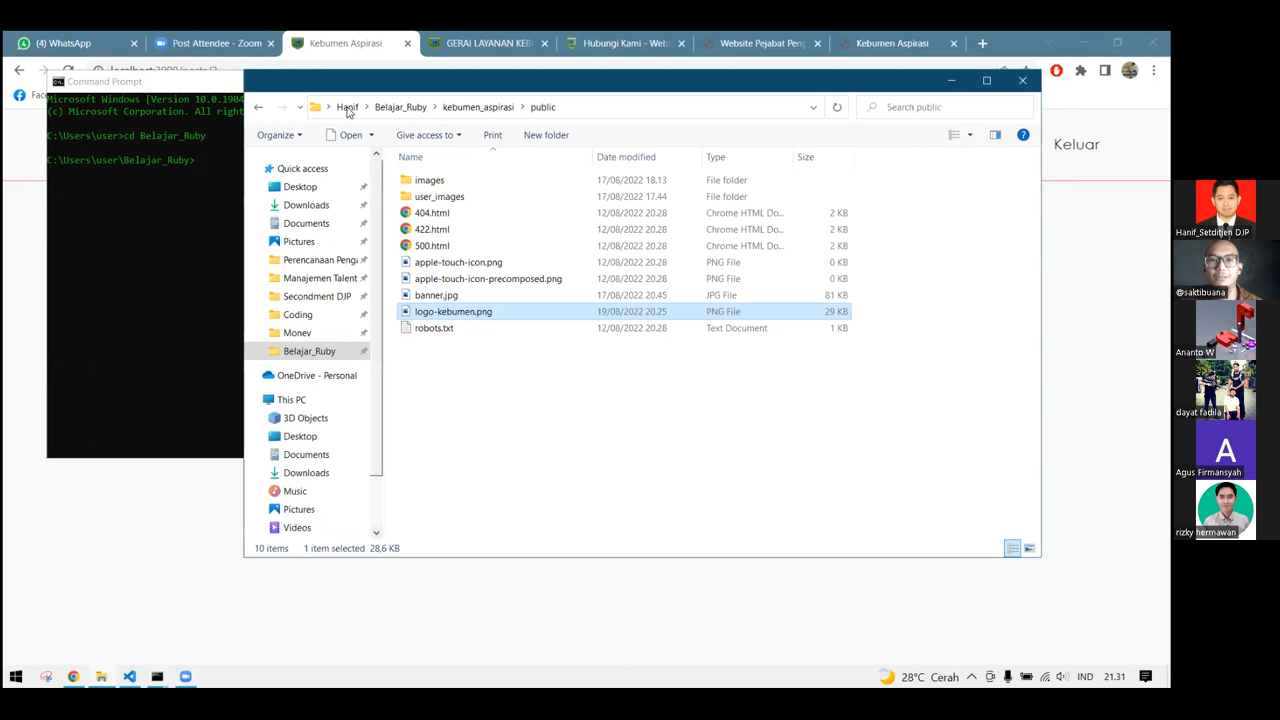 (4) WhatsApp
Post Attendee - Zoom
Kebumen Aspirasi
GERAI LAYANAN KEB
Hubungi Kami - Web
Website Pejabat Peng
Kebumen Aspirasi
Command Prompt
Microsoft Windows [Version 10.0.1904
(c) Microsoft Corporation. All right
C:\Users\user>cd Belajar_Ruby
C:\Users\user\Belajar_Ruby>
Hanif
Belajar_Ruby
kebumen_aspirasi
public
Search public
Organize
Open
Give access to
Print
New folder
Keluar
Name
Date modified
Type
Size
Quick access
Desktop
Downloads
Documents
Pictures
Perencanaan Penga
Manajemen Talent
Secondment DJP
Coding
Monev
Belajar_Ruby
OneDrive - Personal
This PC
3D Objects
Desktop
Documents
Downloads
Music
Pictures
Videos
images 17/08/2022 18.13 File folder
user_images 17/08/2022 17.44 File folder
404.html 12/08/2022 20.28 Chrome HTML Do... 2 KB
422.html 12/08/2022 20.28 Chrome HTML Do... 2 KB
500.html 12/08/2022 20.28 Chrome HTML Do... 2 KB
apple-touch-icon.png 12/08/2022 20.28 PNG File 0 KB
apple-touch-icon-precomposed.png 12/08/2022 20.28 PNG File 0 KB
banner.jpg 17/08/2022 20.45 JPG File 81 KB
logo-kebumen.png 19/08/2022 20.25 PNG File 29 KB
robots.txt 12/08/2022 20.28 Text Document 1 KB
10 items 1 item selected 28,6 KB
Hanif_Setditjen DJP
@saktibuana
Ananto W
dayat fadila
A
Agus Firmansyah
rizky hermawan
28°C Cerah
IND
21.31